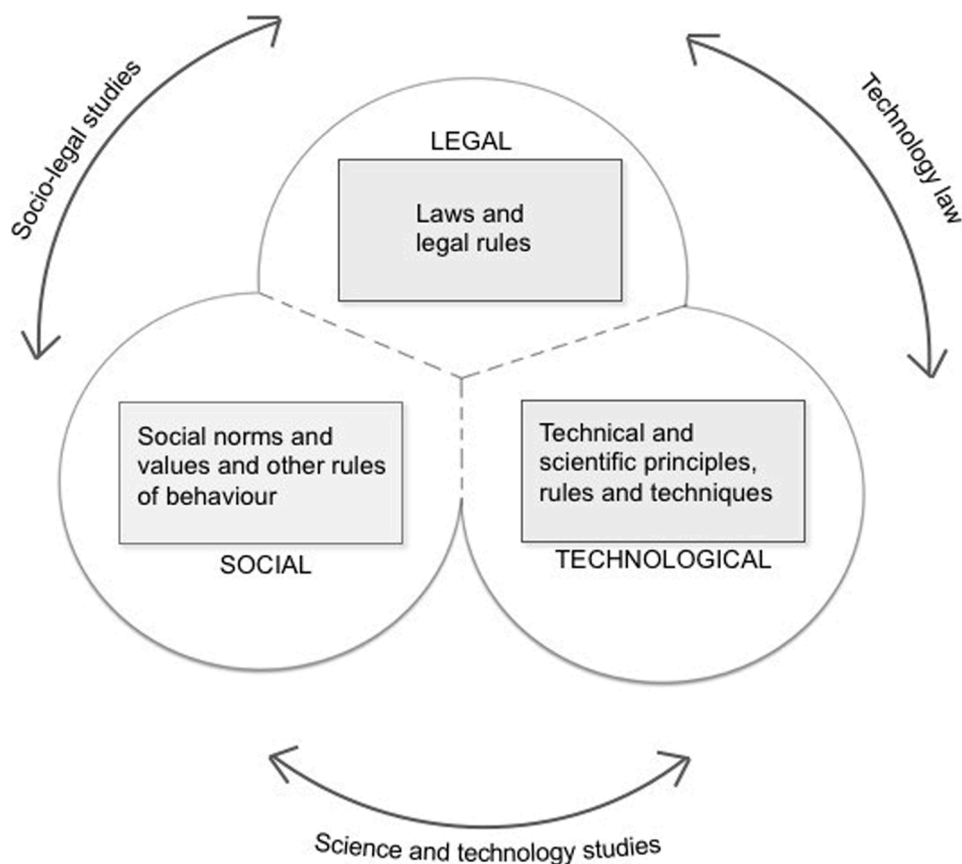 Socio-legal studies
Technology law
LEGAL
Laws and
legal rules
Social norms and
values and other rules
of behaviour
SOCIAL
Technical and
scientific principles,
rules and techniques
TECHNOLOGICAL
Science and technology studies